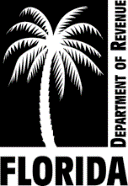 DEPARTMENT OF REVENUE
FLORIDA